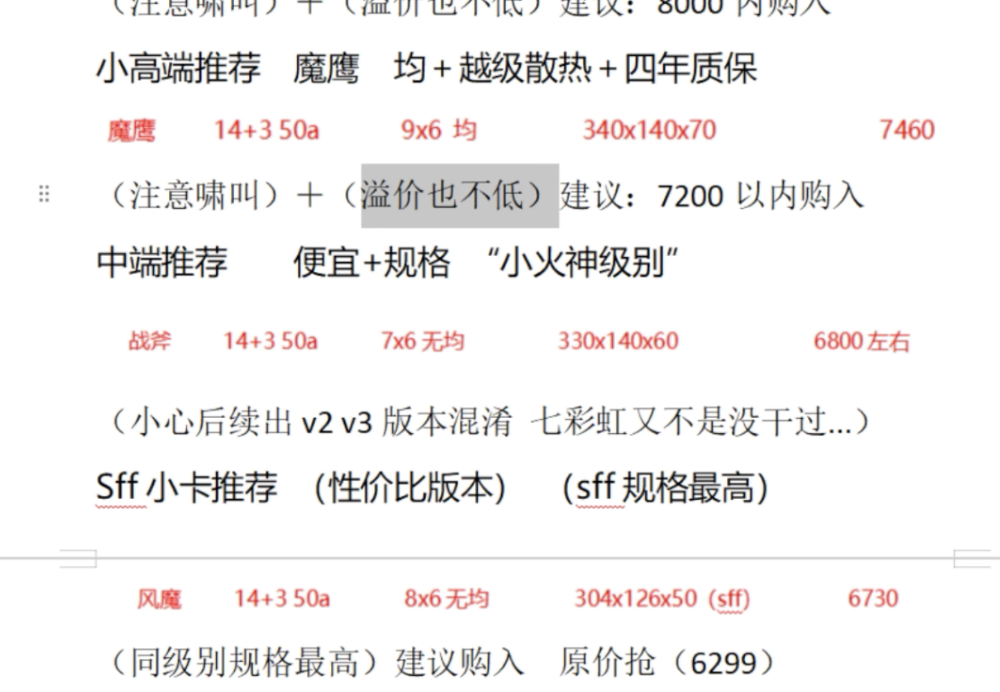 （注意啸叫）＋（溢价也不低）建议：8000 内购入
小高端推荐 魔鹰 均＋越级散热＋四年质保
魔鹰 14+3 50a 9x6 均 340x140x70 7460
（注意啸叫）＋（溢价也不低）建议：7200 以内购入
中端推荐 便宜+规格 “小火神级别”
战斧 14+3 50a 7x6 无均 330x140x60 6800 左右
（小心后续出 v2 v3 版本混淆 七彩虹又不是没干过...）
Sff 小卡推荐 （性价比版本） （sff 规格最高）
风魔 14+3 50a 8x6 无均 304x126x50（sff） 6730
（同级别规格最高）建议购入 原价抢（6299）